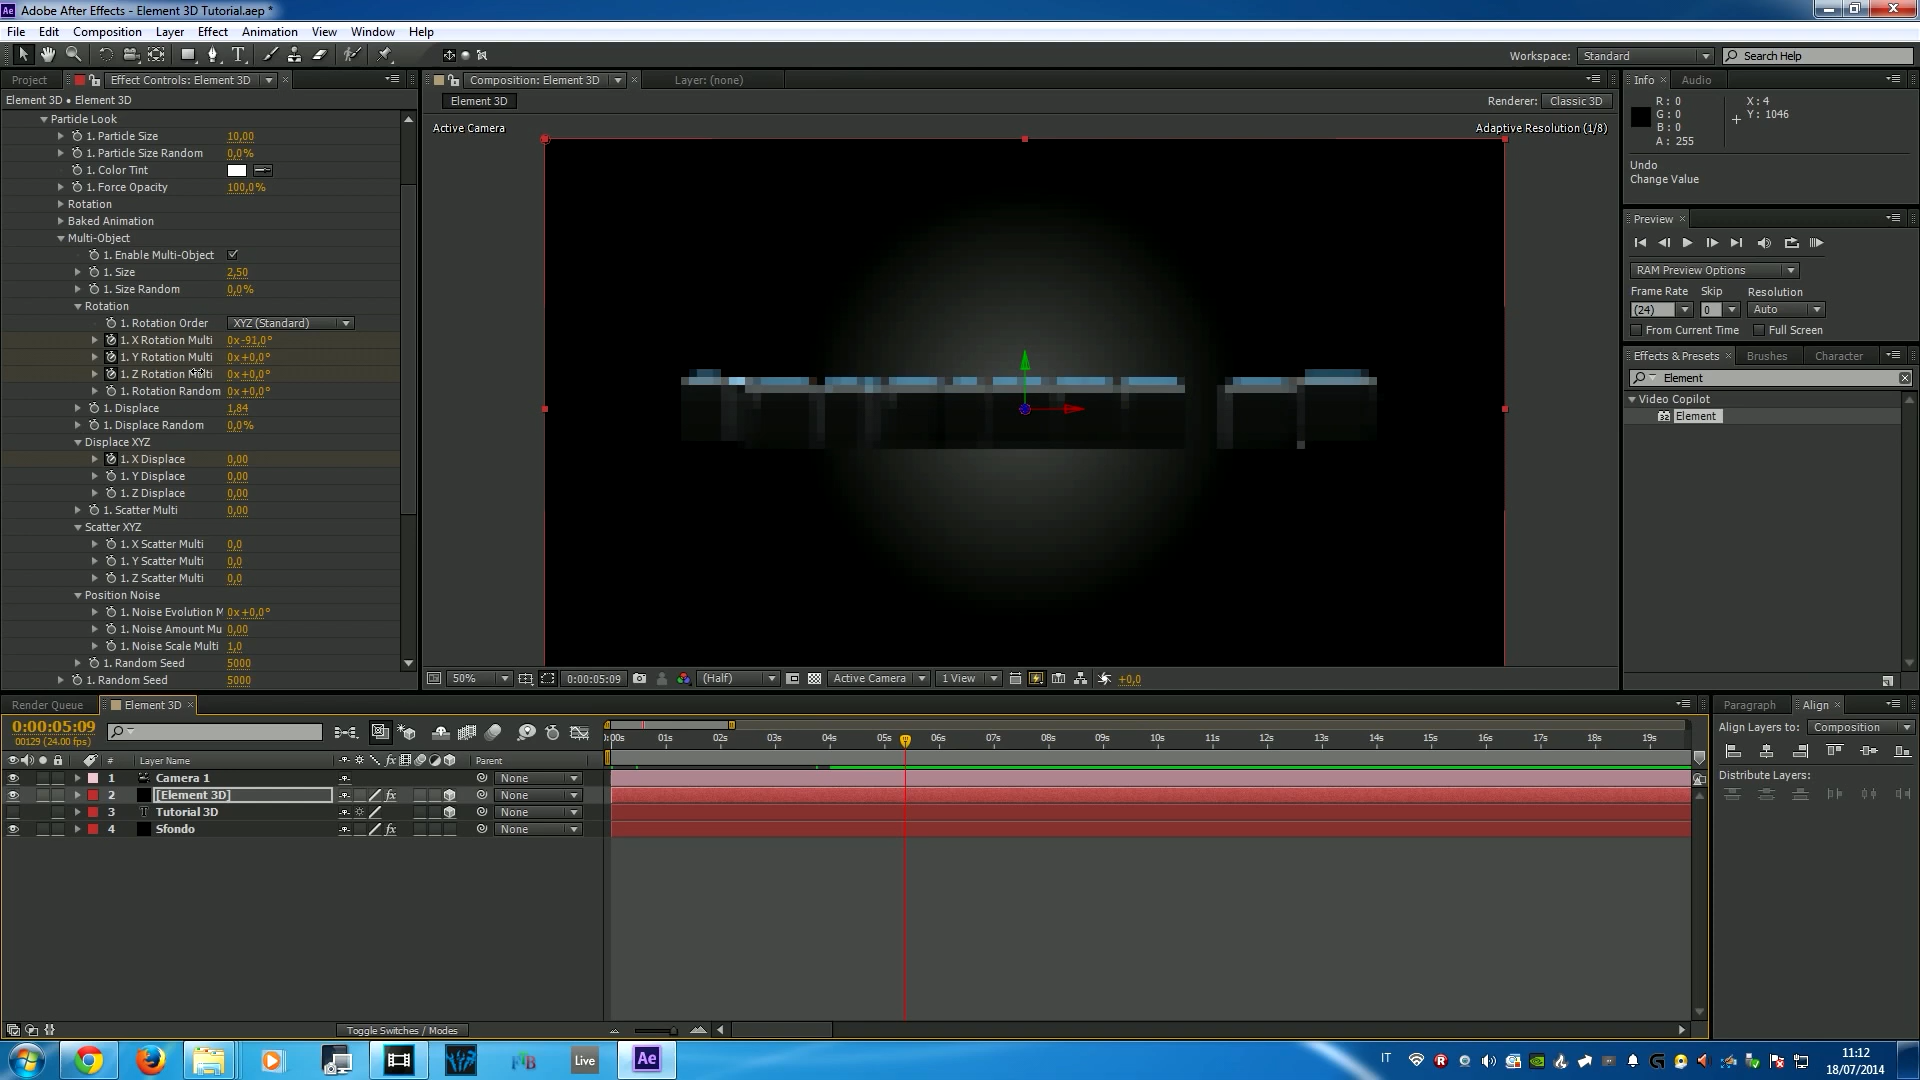 Adobe After Effects - Element 3D Tutorial.aep *
File Edit Composition Layer Effect Animation View Window Help
Workspace: Standard Search Help
Project Effect Controls: Element 3D Composition: Element 3D Layer: (none) Info Audio
Element 3D • Element 3D
Element 3D Renderer: Classic 3D
R: 0 X: 4
G: 0 Y: 1046
B: 0
A: 255
Undo
Change Value
Active Camera Adaptive Resolution (1/8)
Particle Look
1. Particle Size 10,00
1. Particle Size Random 0,0%
1. Color Tint
1. Force Opacity 100,0%
Rotation
Baked Animation
Multi-Object
1. Enable Multi-Object
1. Size 2,50
1. Size Random 0,0%
Rotation
1. Rotation Order XYZ (Standard)
1. X Rotation Multi 0x-91,0°
1. Y Rotation Multi 0x+0,0°
1. Z Rotation Multi 0x+0,0°
1. Rotation Random 0x+0,0°
1. Displace 1,84
1. Displace Random 0,0%
Displace XYZ
1. X Displace 0,00
1. Y Displace 0,00
1. Z Displace 0,00
1. Scatter Multi 0,00
Scatter XYZ
1. X Scatter Multi 0,0
1. Y Scatter Multi 0,0
1. Z Scatter Multi 0,0
Position Noise
1. Noise Evolution M 0x+0,0°
1. Noise Amount Mu 0,00
1. Noise Scale Multi 1,0
1. Random Seed 5000
1. Random Seed 5000
Preview
RAM Preview Options
Frame Rate Skip Resolution
(24) 0 Auto
From Current Time Full Screen
Effects & Presets Brushes Character
Element
Video Copilot
Element
50% 0:00:05:09 (Half) Active Camera 1 View +0,0
Render Queue Element 3D
0:00:05:09
00129 (24.00 fps)
:00s 01s 02s 03s 04s 05s 06s 07s 08s 09s 10s 11s 12s 13s 14s 15s 16s 17s 18s 19s
# Layer Name fx Parent
1 Camera 1 None
2 [Element 3D] fx None
3 T Tutorial 3D None
4 Sfondo fx None
Toggle Switches / Modes
Paragraph Align
Align Layers to: Composition
Distribute Layers:
Live Ae IT
11:12
18/07/2014